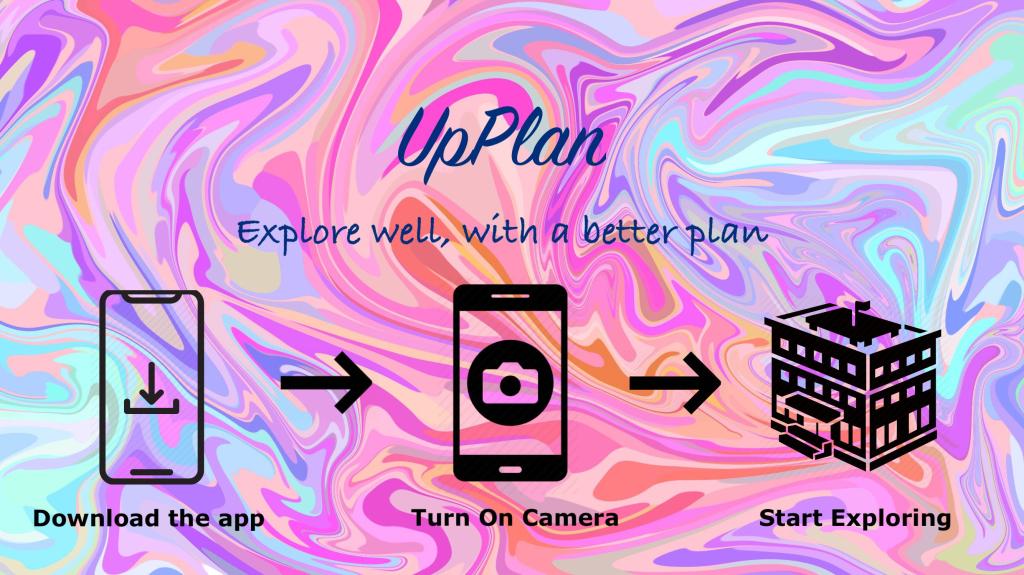 UpPlan
Explore well, with a better plan
Download the app
Turn On Camera
Start Exploring